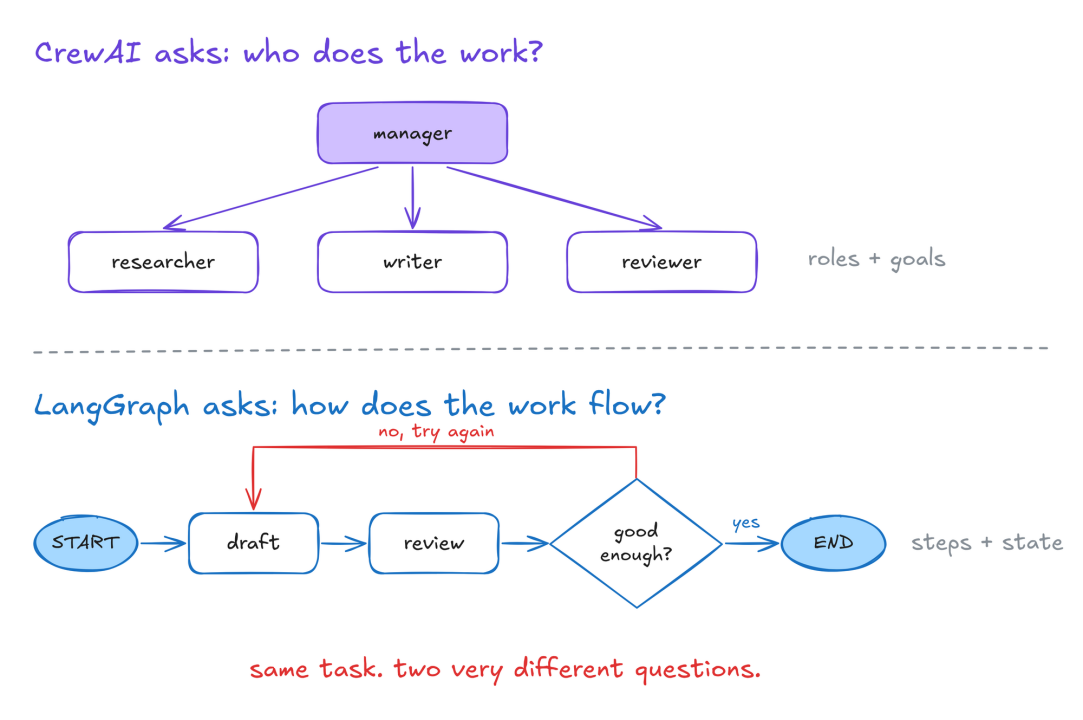 CrewAI asks: who does the work?
manager
researcher
writer
reviewer
roles + goals
LangGraph asks: how does the work flow?
no, try again
START
draft
review
good
enough?
yes
END
steps + state
same task. two very different questions.